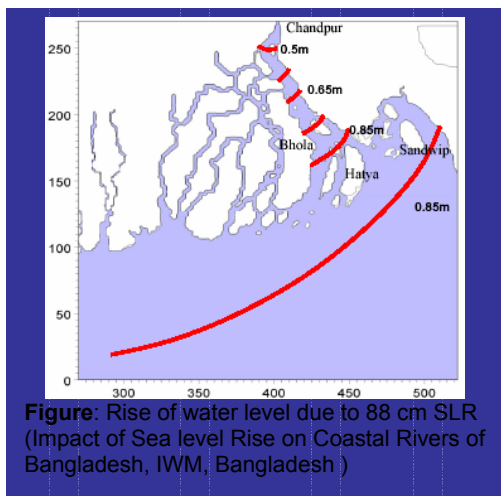 Chandpur
250
0.5m
0.65m
200
0.85m
Bhola
Sandwip
150
Hatya
0.85m
100
50
0
300 350 400 450 500
Figure: Rise of water level due to 88 cm SLR
(Impact of Sea level Rise on Coastal Rivers of
Bangladesh, IWM, Bangladesh )